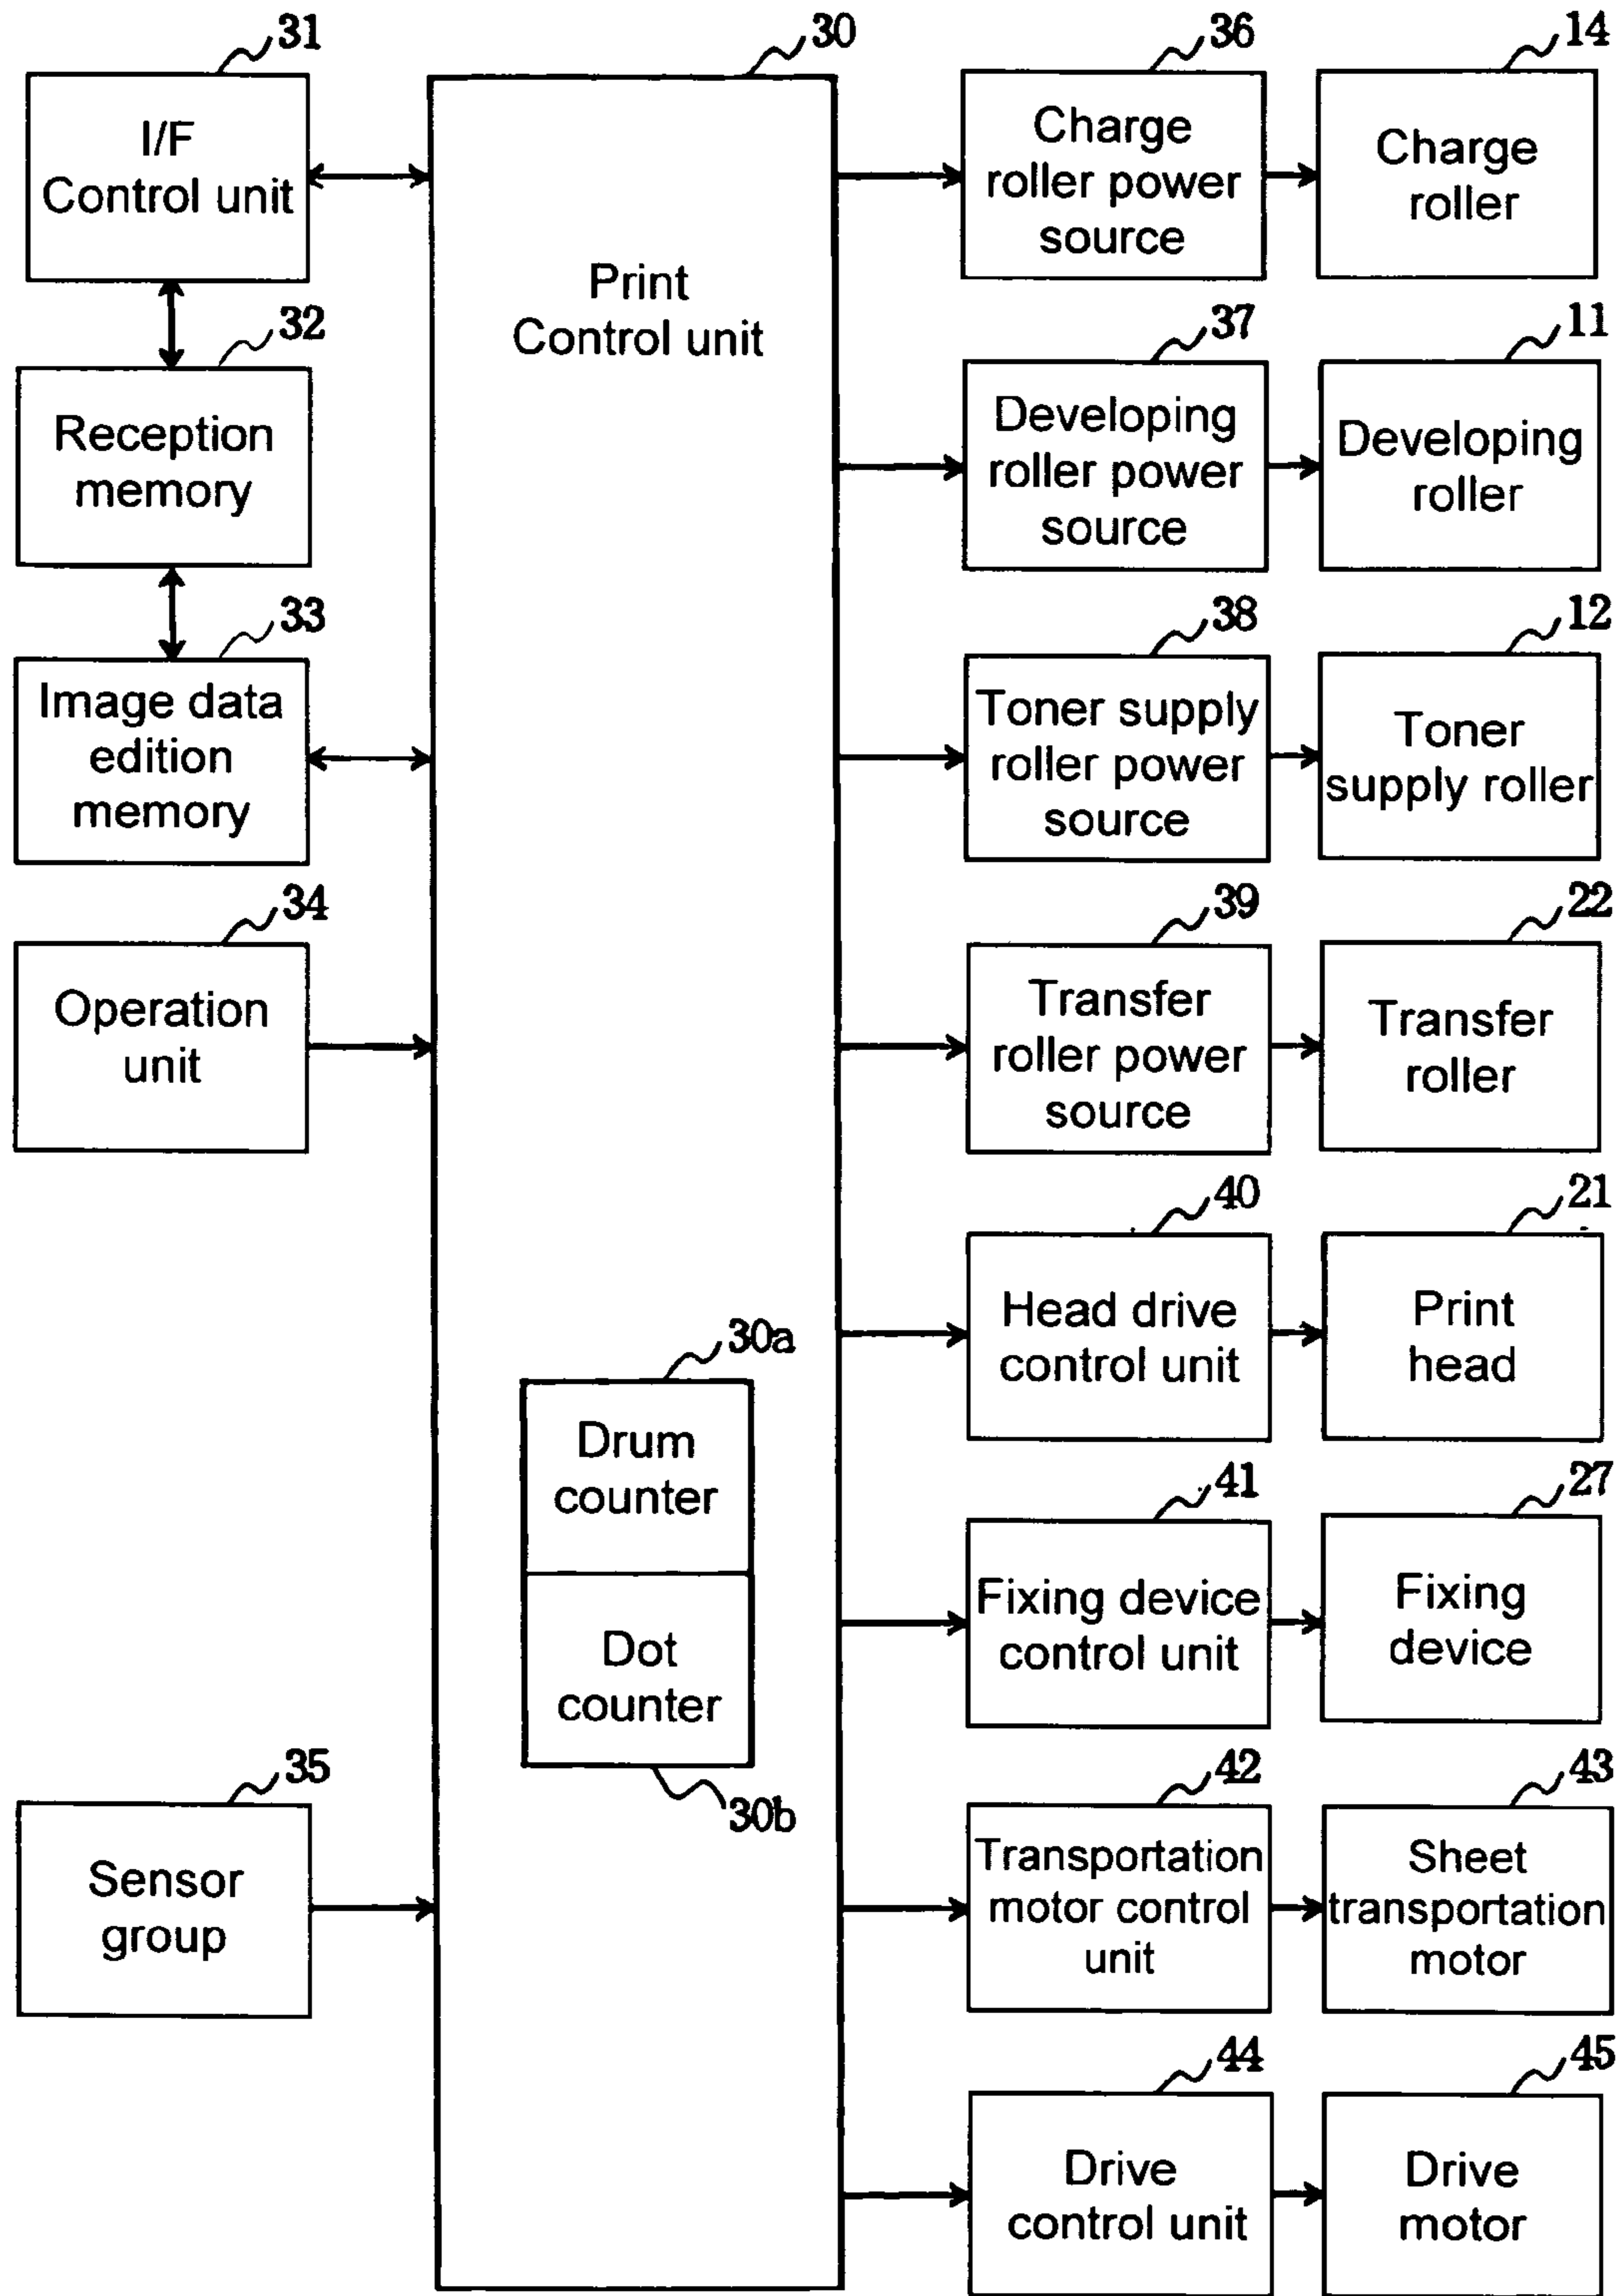 31
I/F
Control unit
32
Reception
memory
33
Image data
edition
memory
34
Operation
unit
35
Sensor
group
30
Print
Control unit
30a
Drum
counter
Dot
counter
30b
36
Charge
roller power
source
14
Charge
roller
37
Developing
roller power
source
11
Developing
roller
38
Toner supply
roller power
source
12
Toner
supply roller
39
Transfer
roller power
source
22
Transfer
roller
40
Head drive
control unit
21
Print
head
41
Fixing device
control unit
27
Fixing
device
42
Transportation
motor control
unit
43
Sheet
transportation
motor
44
Drive
control unit
45
Drive
motor